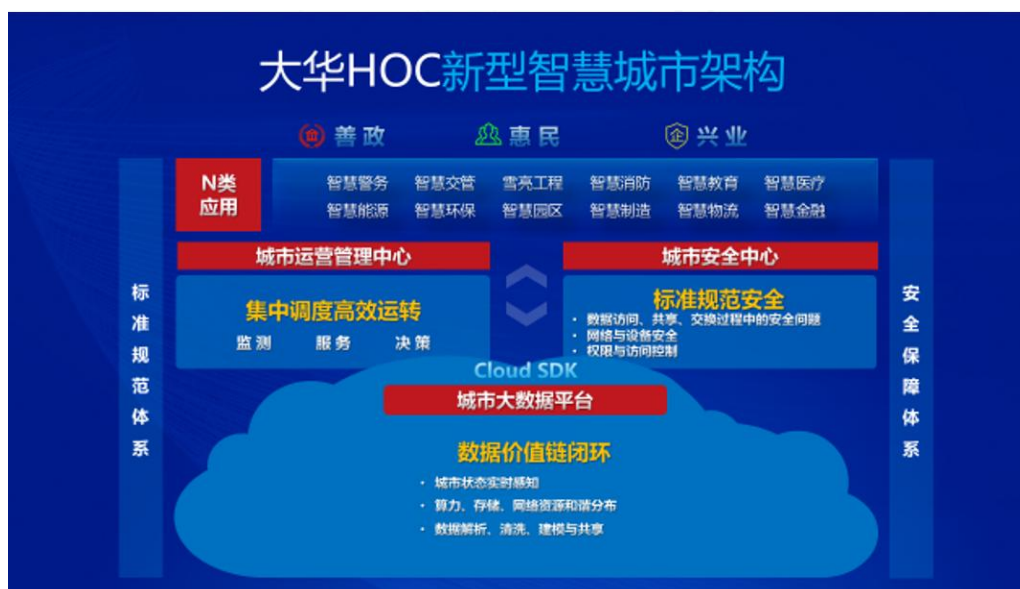 大华HOC新型智慧城市架构
善政 惠民 兴业
N类
应用
智慧警务 智慧交管 雪亮工程 智慧消防 智慧教育 智慧医疗
智慧能源 智慧环保 智慧园区 智慧制造 智慧物流 智慧金融
城市运营管理中心
集中调度高效运转
监测 服务 决策
城市安全中心
标准规范安全
· 数据访问、共享、交换过程中的安全问题
· 网络与设备安全
· 权限与访问控制
Cloud SDK
城市大数据平台
数据价值链闭环
· 城市状态实时感知
· 算力、存储、网络资源和谐分布
· 数据解析、清洗、建模与共享
标准规范体系
安全保障体系